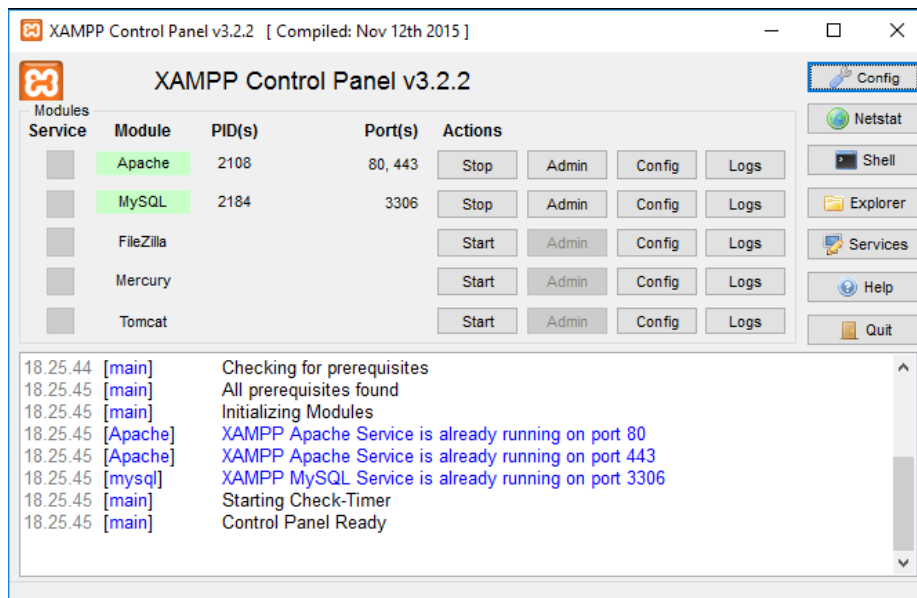 XAMPP Control Panel v3.2.2 [ Compiled: Nov 12th 2015 ]
XAMPP Control Panel v3.2.2
Config
Modules
Service Module PID(s) Port(s) Actions
Netstat
Apache 2108 80, 443 Stop Admin Config Logs
Shell
MySQL 2184 3306 Stop Admin Config Logs
Explorer
FileZilla Start Admin Config Logs
Services
Mercury Start Admin Config Logs
Help
Tomcat Start Admin Config Logs
Quit
18.25.44 [main] Checking for prerequisites
18.25.45 [main] All prerequisites found
18.25.45 [main] Initializing Modules
18.25.45 [Apache] XAMPP Apache Service is already running on port 80
18.25.45 [Apache] XAMPP Apache Service is already running on port 443
18.25.45 [mysql] XAMPP MySQL Service is already running on port 3306
18.25.45 [main] Starting Check-Timer
18.25.45 [main] Control Panel Ready